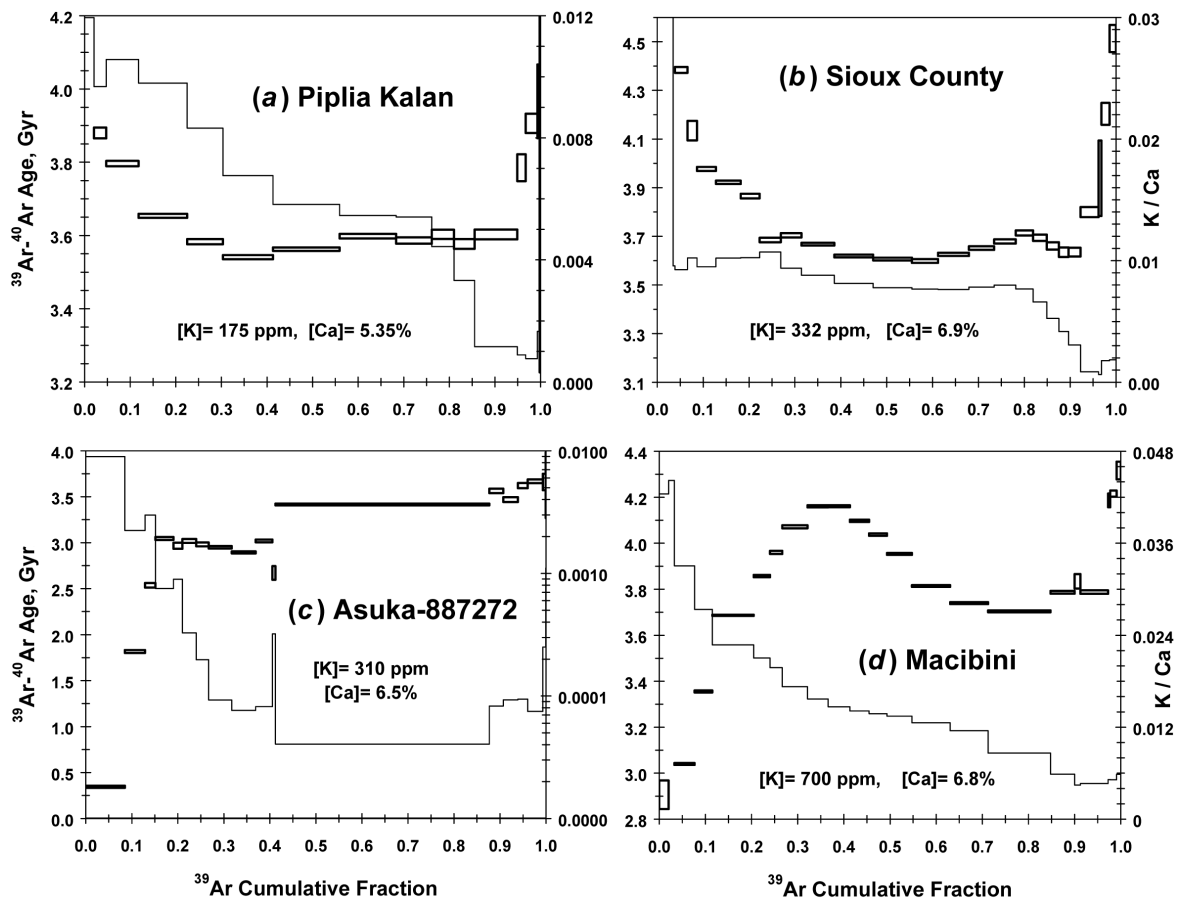 4.2
4.0
3.8
3.6
3.4
3.2
³⁹Ar-⁴⁰Ar Age, Gyr
(a) Piplia Kalan
[K]= 175 ppm, [Ca]= 5.35%
0.012
0.008
0.004
0.000
0.0 0.1 0.2 0.3 0.4 0.5 0.6 0.7 0.8 0.9 1.0
4.5
4.3
4.1
3.9
3.7
3.5
3.3
3.1
(b) Sioux County
[K]= 332 ppm, [Ca]= 6.9%
0.03
0.02
0.01
0.00
K / Ca
0.0 0.1 0.2 0.3 0.4 0.5 0.6 0.7 0.8 0.9 1.0
4.0
3.5
3.0
2.5
2.0
1.5
1.0
0.5
0.0
³⁹Ar-⁴⁰Ar Age, Gyr
(c) Asuka-887272
[K]= 310 ppm
[Ca]= 6.5%
0.0100
0.0010
0.0001
0.0000
0.0 0.1 0.2 0.3 0.4 0.5 0.6 0.7 0.8 0.9 1.0
³⁹Ar Cumulative Fraction
4.4
4.2
4.0
3.8
3.6
3.4
3.2
3.0
2.8
(d) Macibini
[K]= 700 ppm, [Ca]= 6.8%
0.048
0.036
0.024
0.012
0
K / Ca
0.0 0.1 0.2 0.3 0.4 0.5 0.6 0.7 0.8 0.9 1.0
³⁹Ar Cumulative Fraction